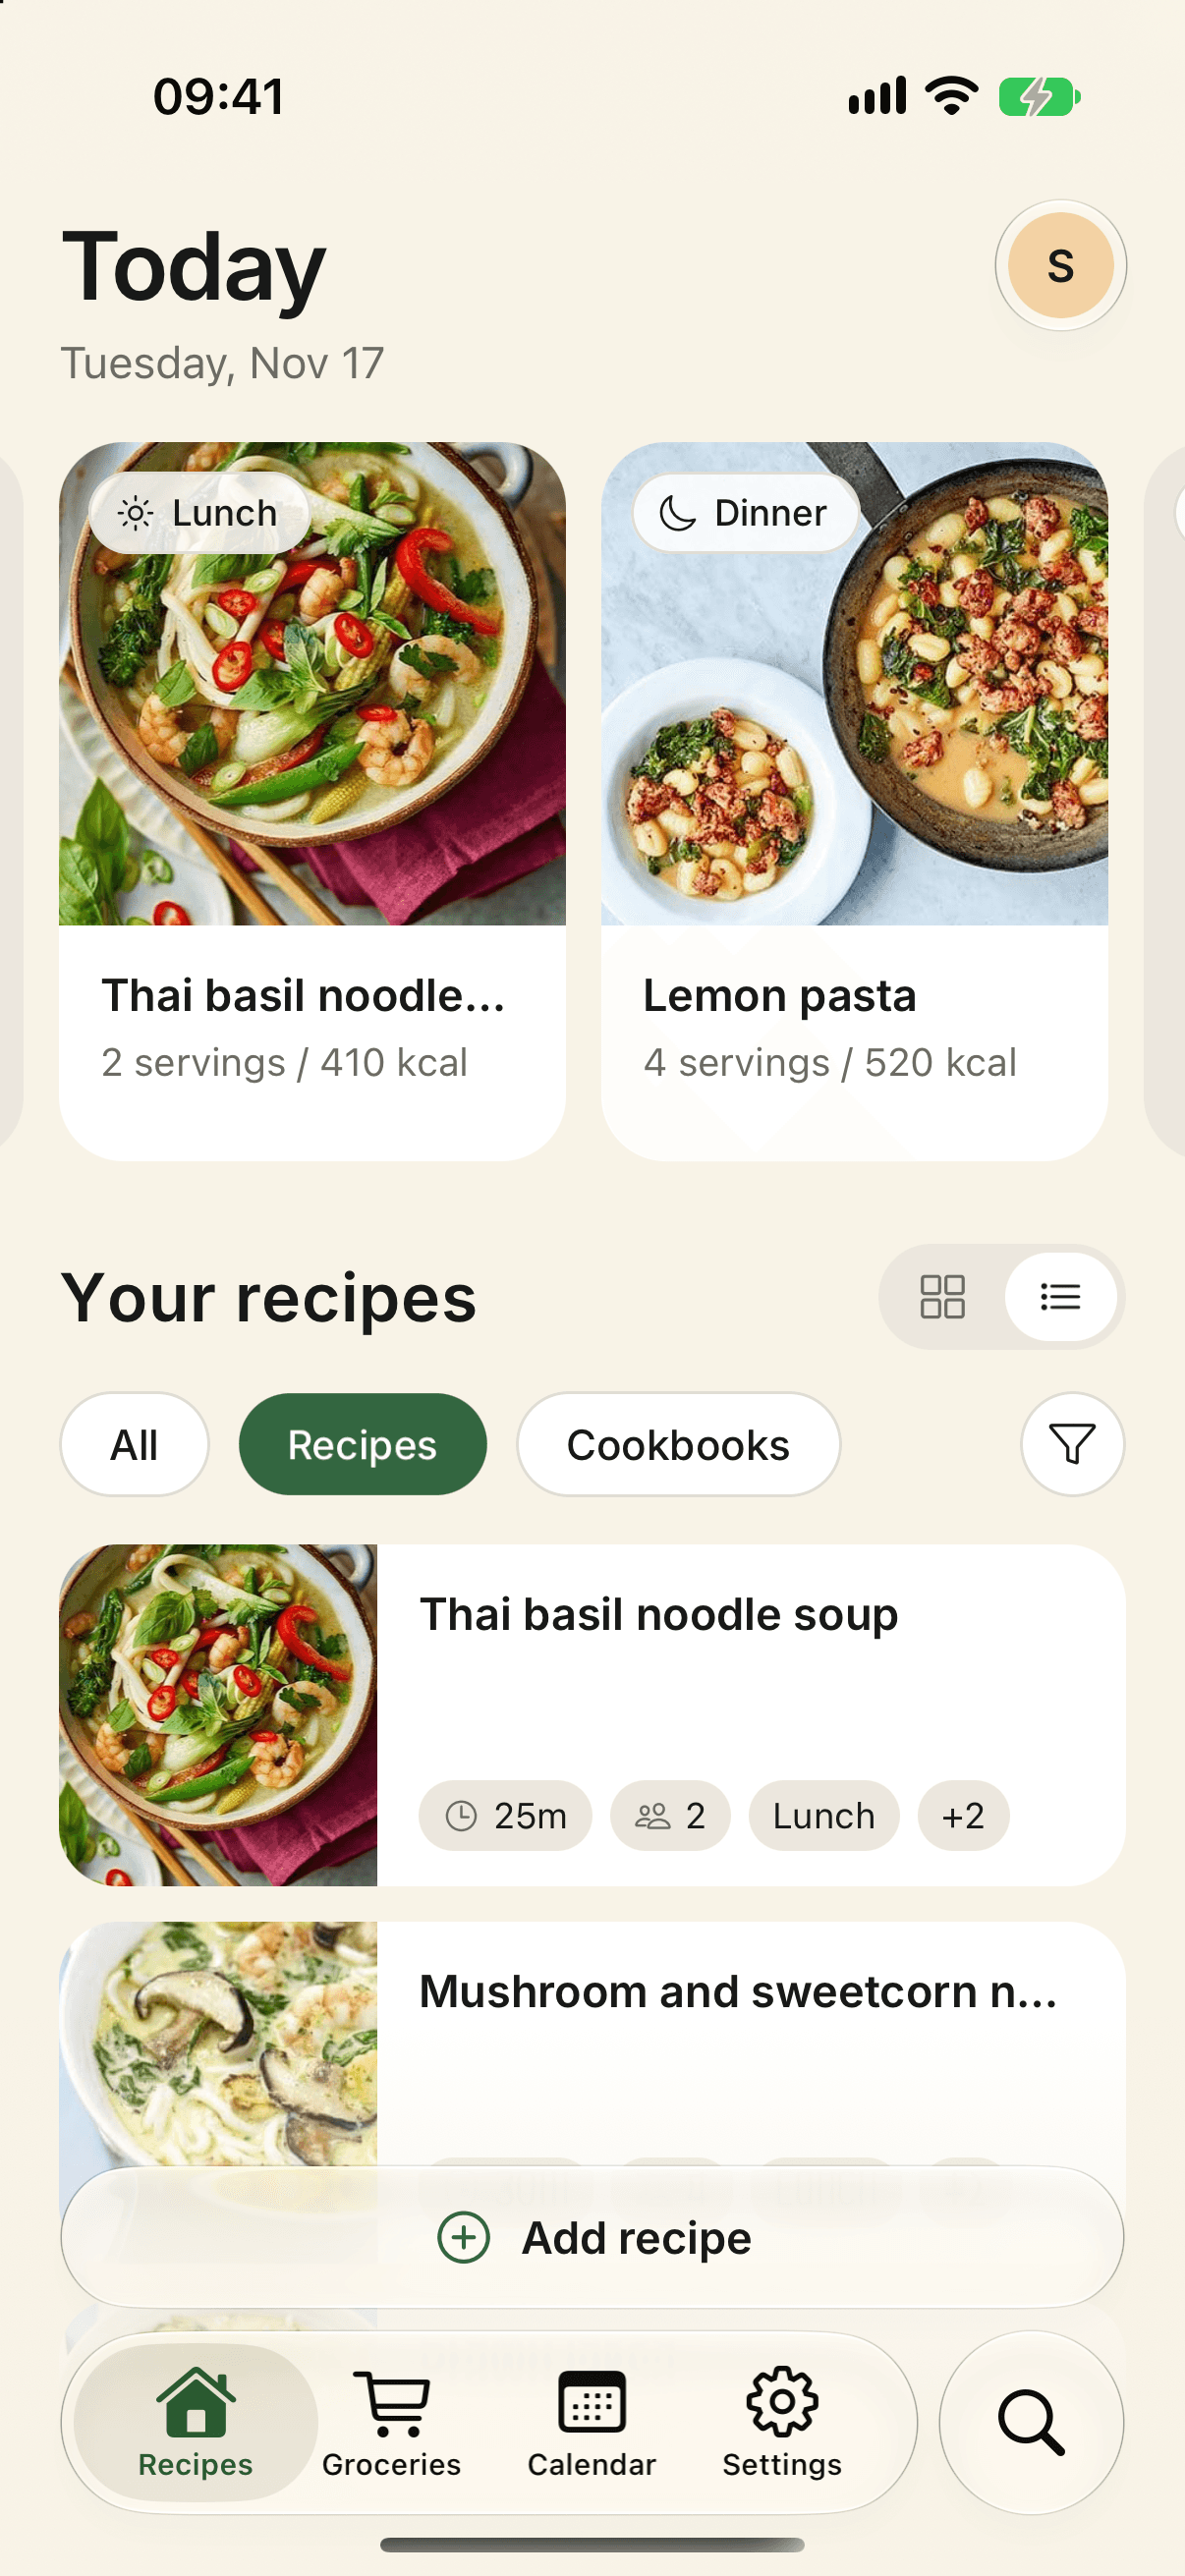 09:41
Today
S
Tuesday, Nov 17
Lunch
Dinner
Thai basil noodle...
2 servings / 410 kcal
Lemon pasta
4 servings / 520 kcal
Your recipes
All
Recipes
Cookbooks
Thai basil noodle soup
25m
2
Lunch
+2
Mushroom and sweetcorn n...
Add recipe
Recipes
Groceries
Calendar
Settings